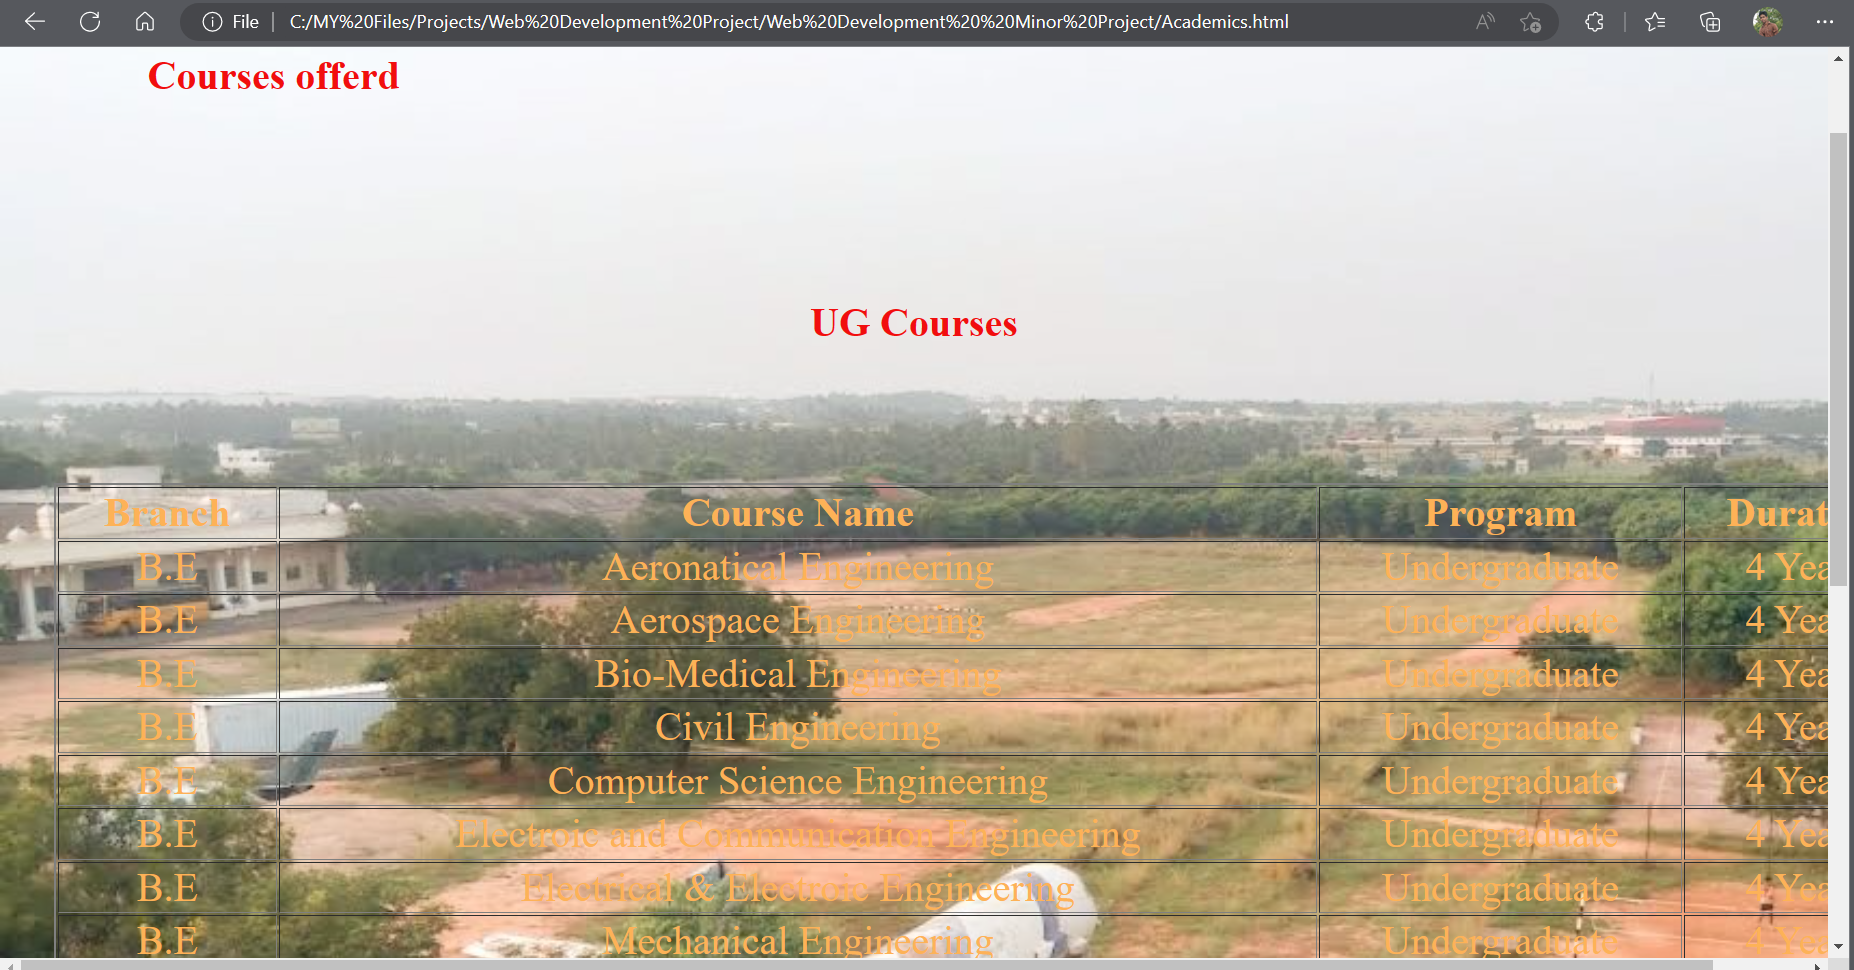 File C:/MY%20Files/Projects/Web%20Development%20Project/Web%20Development%20%20Minor%20Project/Academics.html
Courses offerd
UG Courses
Branch Course Name Program Durat
B.E Aeronatical Engineering Undergraduate 4 Yea
B.E Aerospace Engineering Undergraduate 4 Yea
B.E Bio-Medical Engineering Undergraduate 4 Yea
B.E Civil Engineering Undergraduate 4 Yea
B.E Computer Science Engineering Undergraduate 4 Yea
B.E Electroic and Communication Engineering Undergraduate 4 Yea
B.E Electrical & Electroic Engineering Undergraduate 4 Yea
B.E Mechanical Engineering Undergraduate 4 Yea